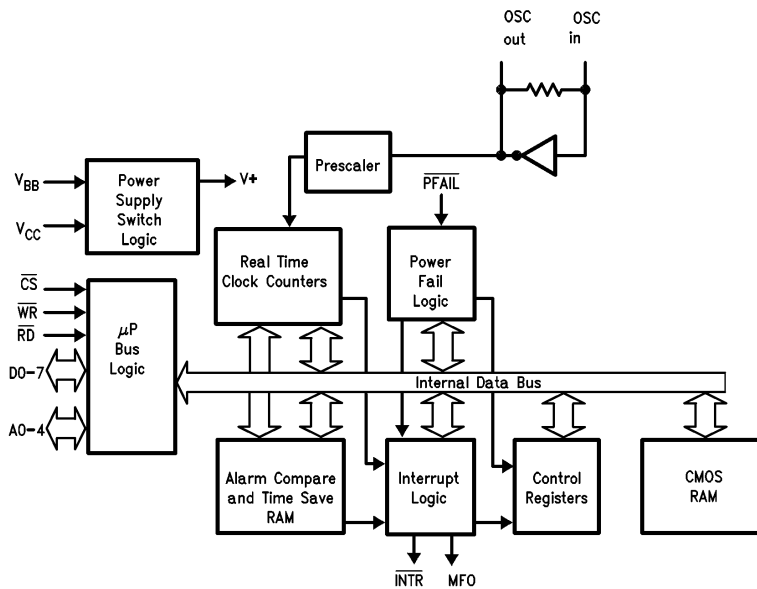 OSC out
OSC in
Prescaler
V_BB
V_CC
Power
Supply
Switch
Logic
V+
PFAIL
Real Time
Clock Counters
Power
Fail
Logic
CS
WR
RD
D0-7
A0-4
μP
Bus
Logic
Internal Data Bus
Alarm Compare
and Time Save
RAM
Interrupt
Logic
Control
Registers
CMOS
RAM
INTR
MFO